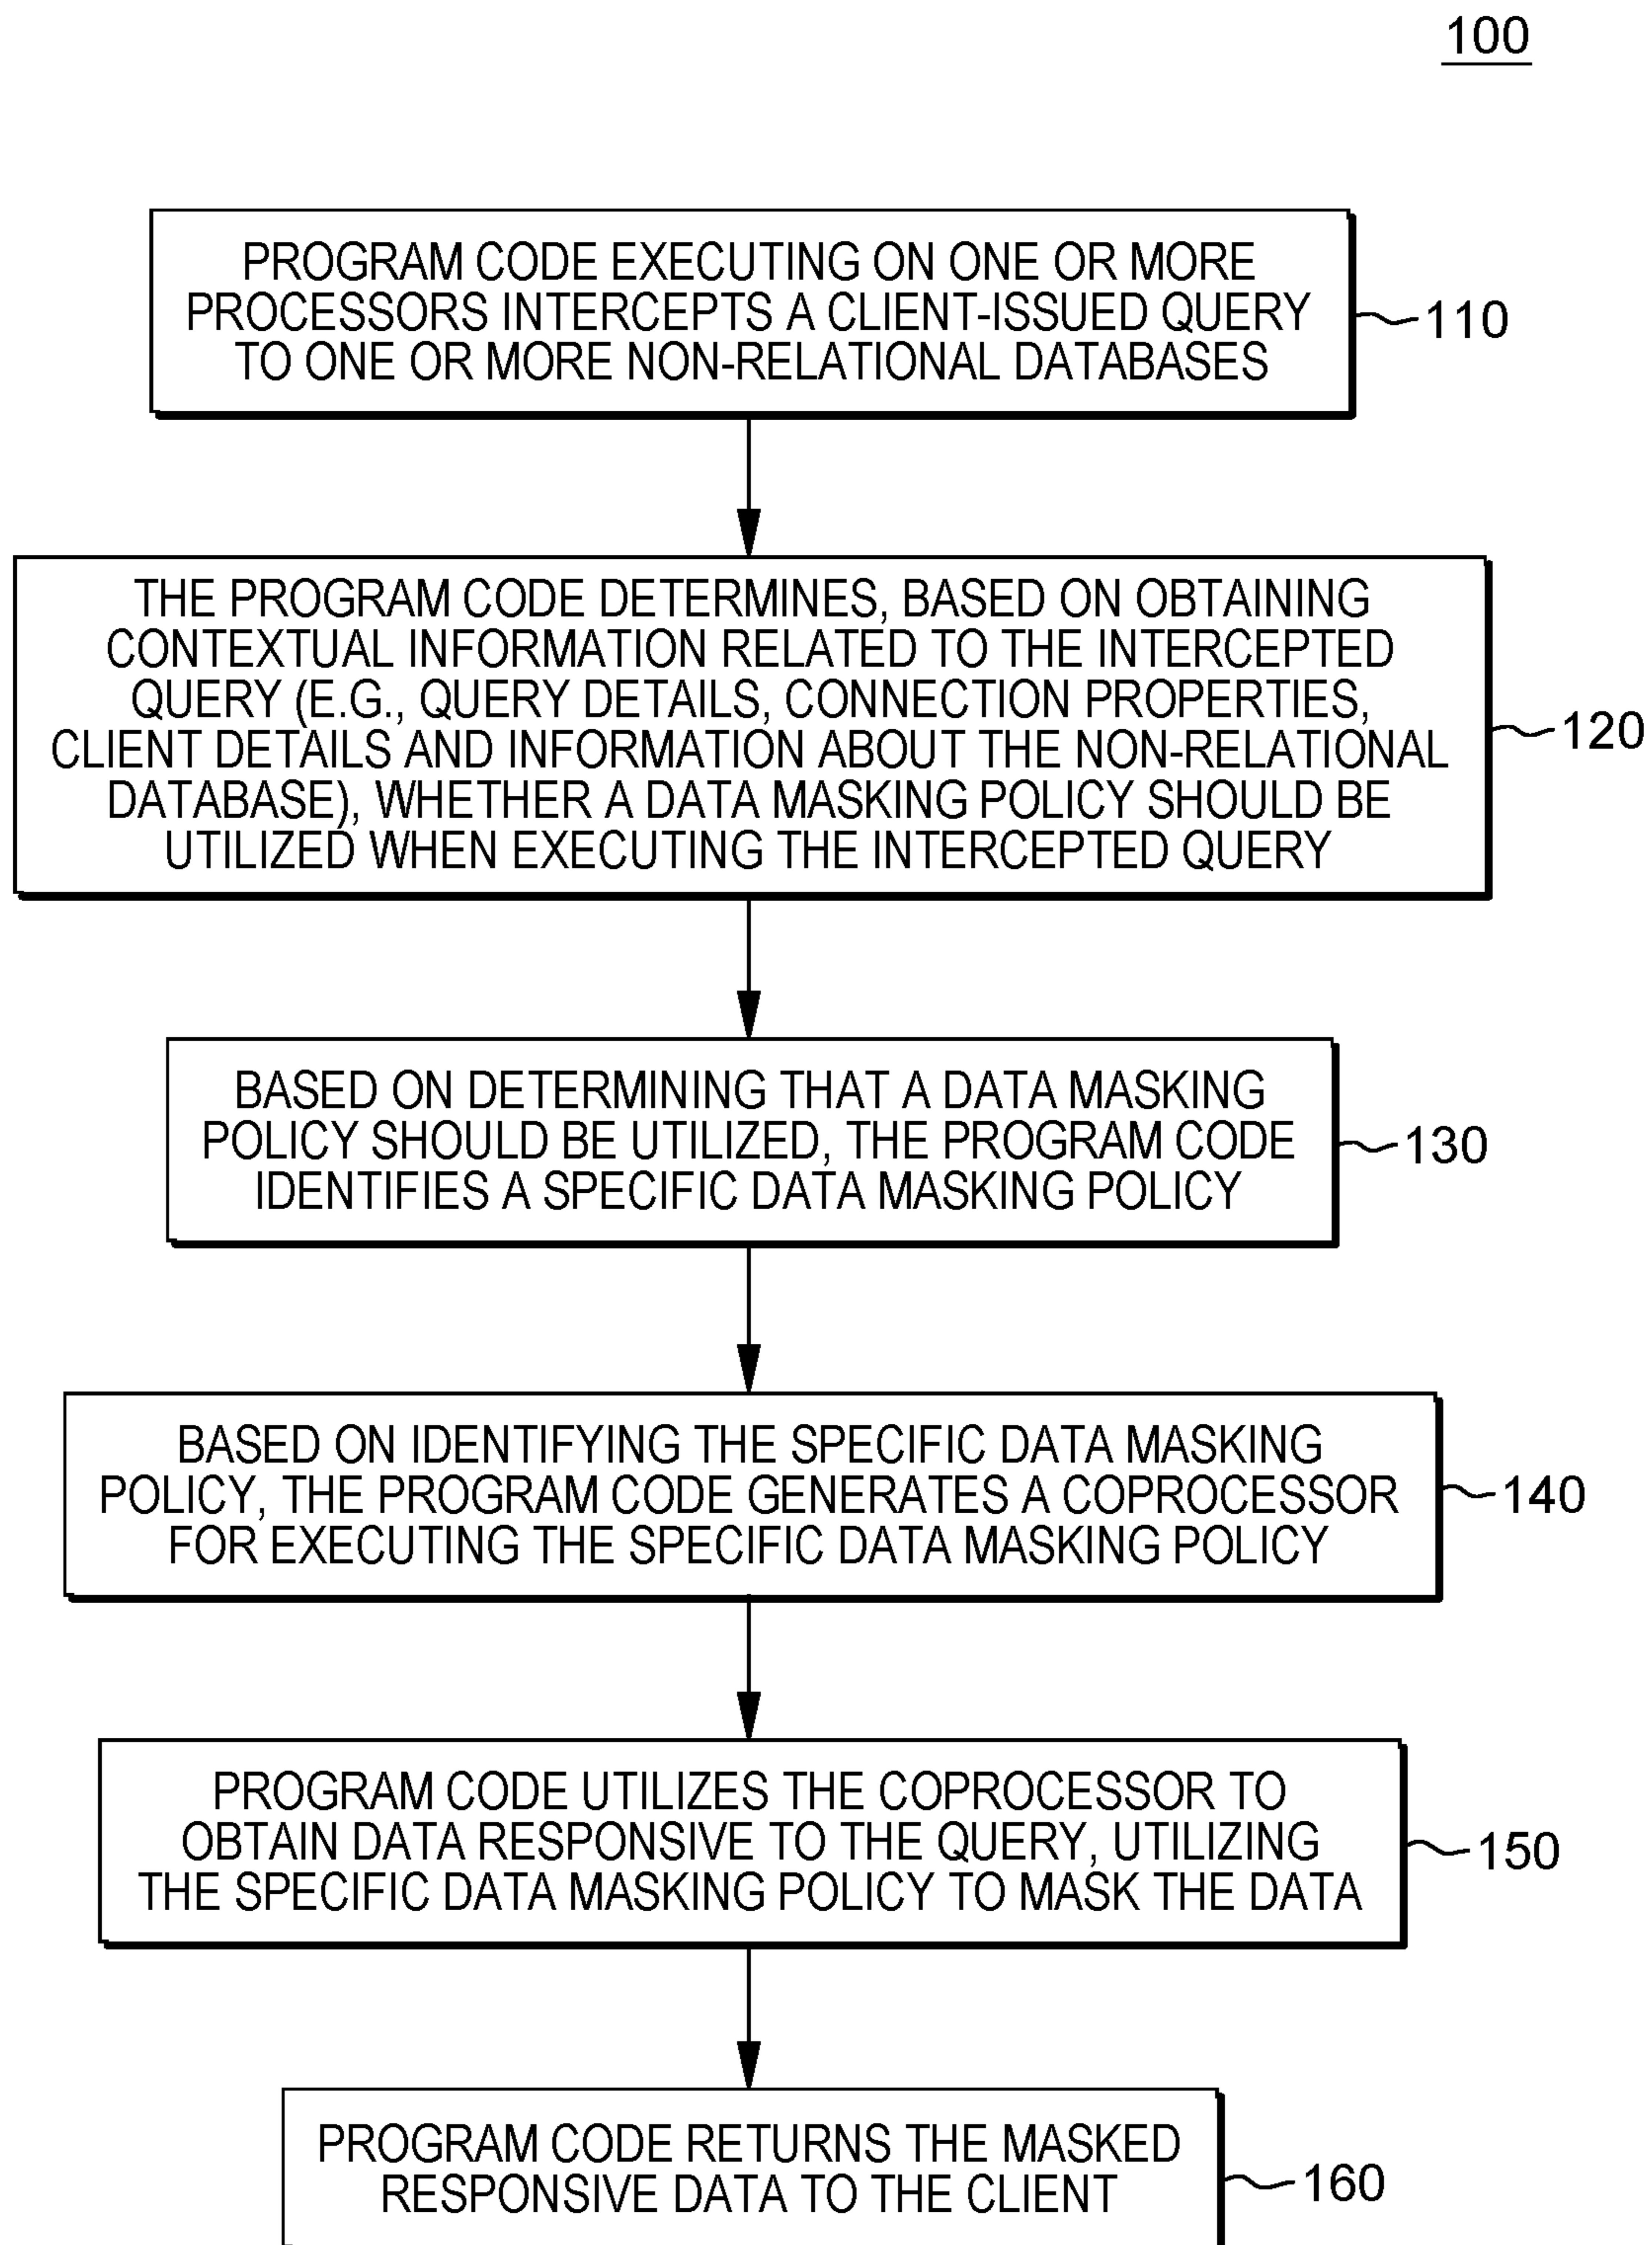 100
PROGRAM CODE EXECUTING ON ONE OR MORE
PROCESSORS INTERCEPTS A CLIENT-ISSUED QUERY
TO ONE OR MORE NON-RELATIONAL DATABASES
110
THE PROGRAM CODE DETERMINES, BASED ON OBTAINING
CONTEXTUAL INFORMATION RELATED TO THE INTERCEPTED
QUERY (E.G., QUERY DETAILS, CONNECTION PROPERTIES,
CLIENT DETAILS AND INFORMATION ABOUT THE NON-RELATIONAL
DATABASE), WHETHER A DATA MASKING POLICY SHOULD BE
UTILIZED WHEN EXECUTING THE INTERCEPTED QUERY
120
BASED ON DETERMINING THAT A DATA MASKING
POLICY SHOULD BE UTILIZED, THE PROGRAM CODE
IDENTIFIES A SPECIFIC DATA MASKING POLICY
130
BASED ON IDENTIFYING THE SPECIFIC DATA MASKING
POLICY, THE PROGRAM CODE GENERATES A COPROCESSOR
FOR EXECUTING THE SPECIFIC DATA MASKING POLICY
140
PROGRAM CODE UTILIZES THE COPROCESSOR TO
OBTAIN DATA RESPONSIVE TO THE QUERY, UTILIZING
THE SPECIFIC DATA MASKING POLICY TO MASK THE DATA
150
PROGRAM CODE RETURNS THE MASKED
RESPONSIVE DATA TO THE CLIENT
160